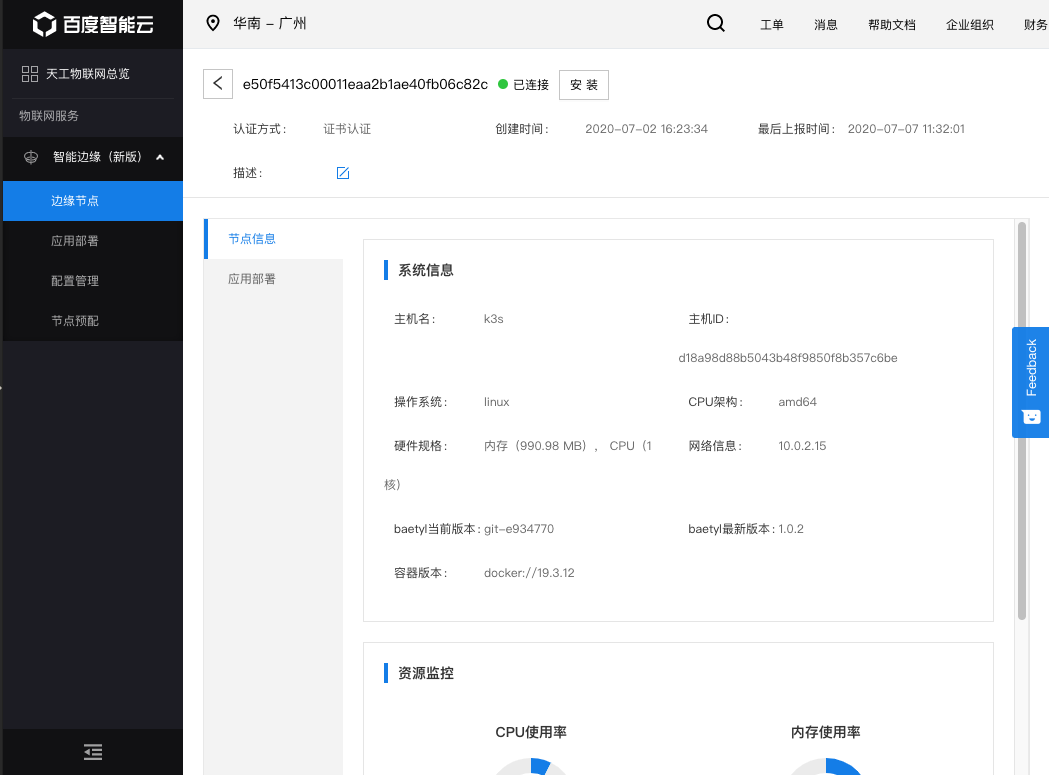 百度智能云
华南 - 广州
工单 消息 帮助文档 企业组织 财务
天工物联网总览
物联网服务
智能边缘（新版）
边缘节点
应用部署
配置管理
节点预配
e50f5413c00011eaa2b1ae40fb06c82c 已连接 安 装
认证方式： 证书认证 创建时间： 2020-07-02 16:23:34 最后上报时间： 2020-07-07 11:32:01
描述：
节点信息
应用部署
系统信息
主机名： k3s 主机ID：
d18a98d88b5043b48f9850f8b357c6be
操作系统： linux CPU架构： amd64
硬件规格： 内存（990.98 MB）， CPU（1 网络信息： 10.0.2.15
核）
baetyl当前版本：git-e934770 baetyl最新版本：1.0.2
容器版本： docker://19.3.12
资源监控
CPU使用率 内存使用率
Feedback